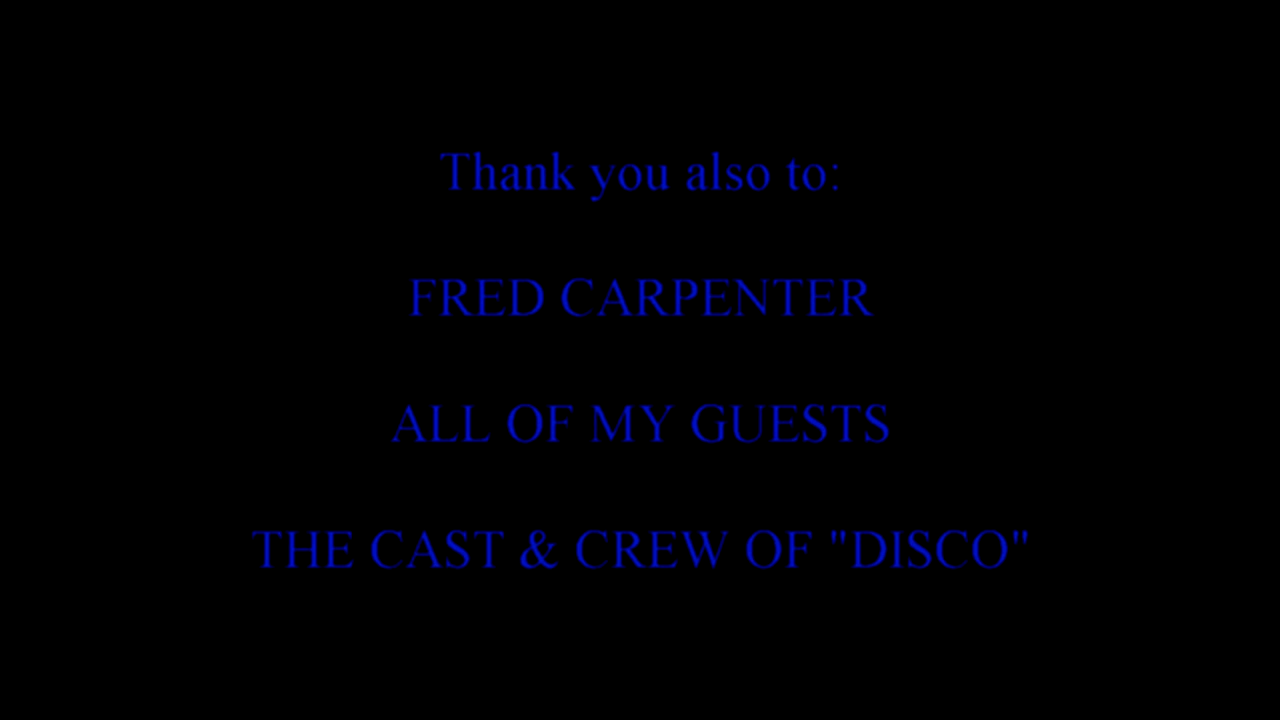 Thank you also to:
FRED CARPENTER
ALL OF MY GUESTS
THE CAST & CREW OF "DISCO"